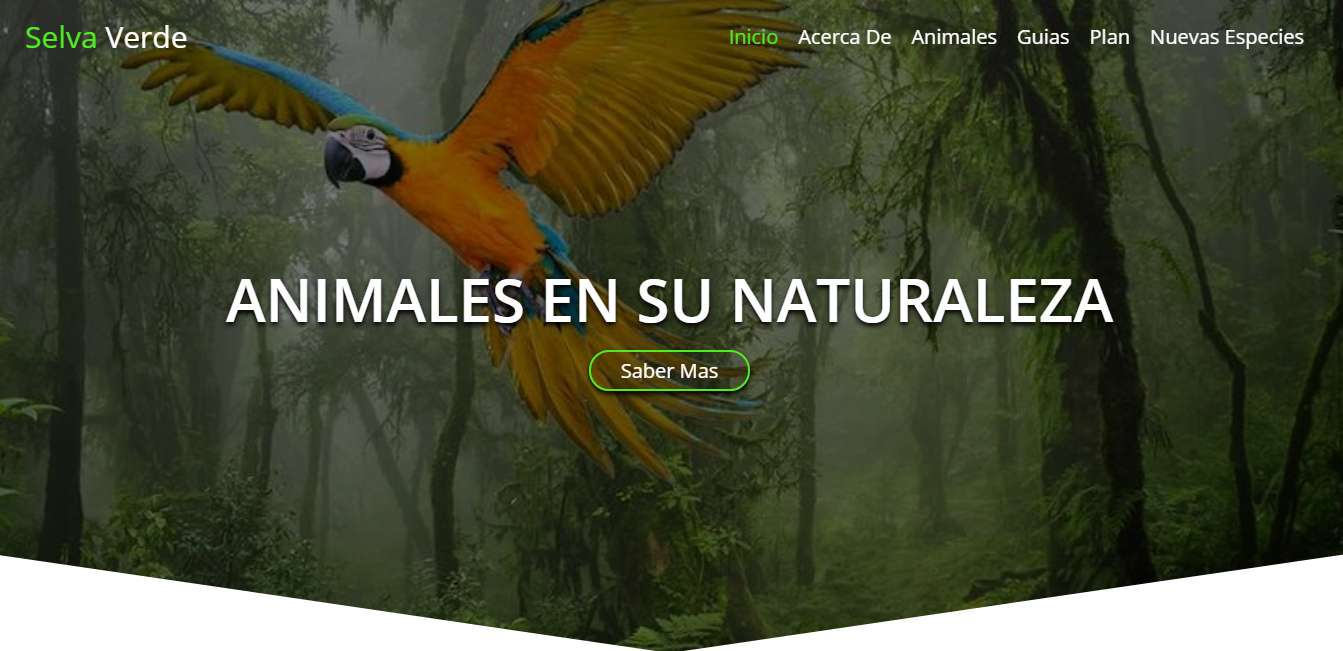 Selva Verde
Inicio Acerca De Animales Guias Plan Nuevas Especies
ANIMALES EN SU NATURALEZA
Saber Mas